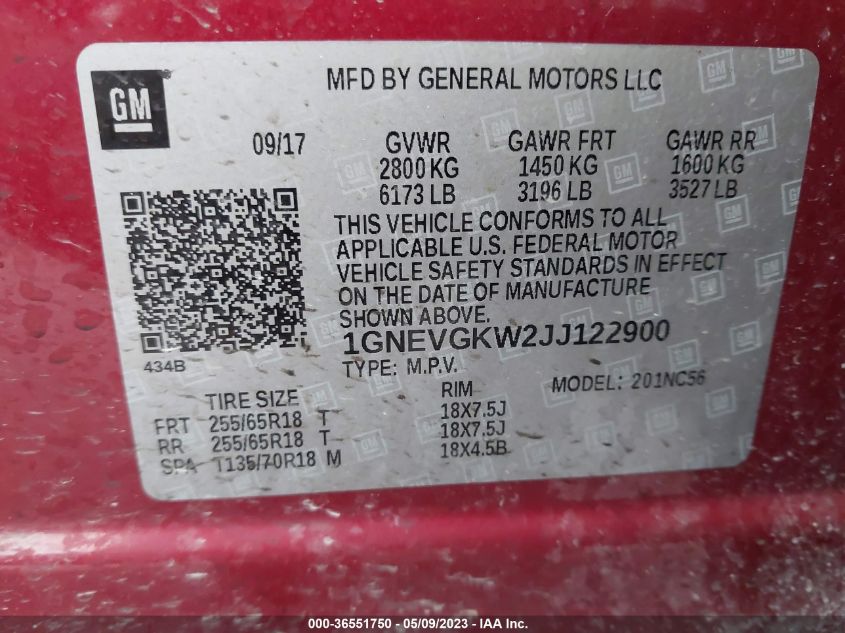 GM
MFD BY GENERAL MOTORS LLC
09/17 GVWR GAWR FRT GAWR RR
2800 KG 1450 KG 1600 KG
6173 LB 3196 LB 3527 LB
THIS VEHICLE CONFORMS TO ALL
APPLICABLE U.S. FEDERAL MOTOR
VEHICLE SAFETY STANDARDS IN EFFECT
ON THE DATE OF MANUFACTURE
SHOWN ABOVE.
1GNEVGKW2JJ122900
434B
TYPE: M.P.V. MODEL: 201NC56
TIRE SIZE RIM
FRT 255/65R18 T 18X7.5J
RR 255/65R18 T 18X7.5J
SPA T135/70R18 M 18X4.5B
000-36551750 — 05/09/2023 — IAAI.COM